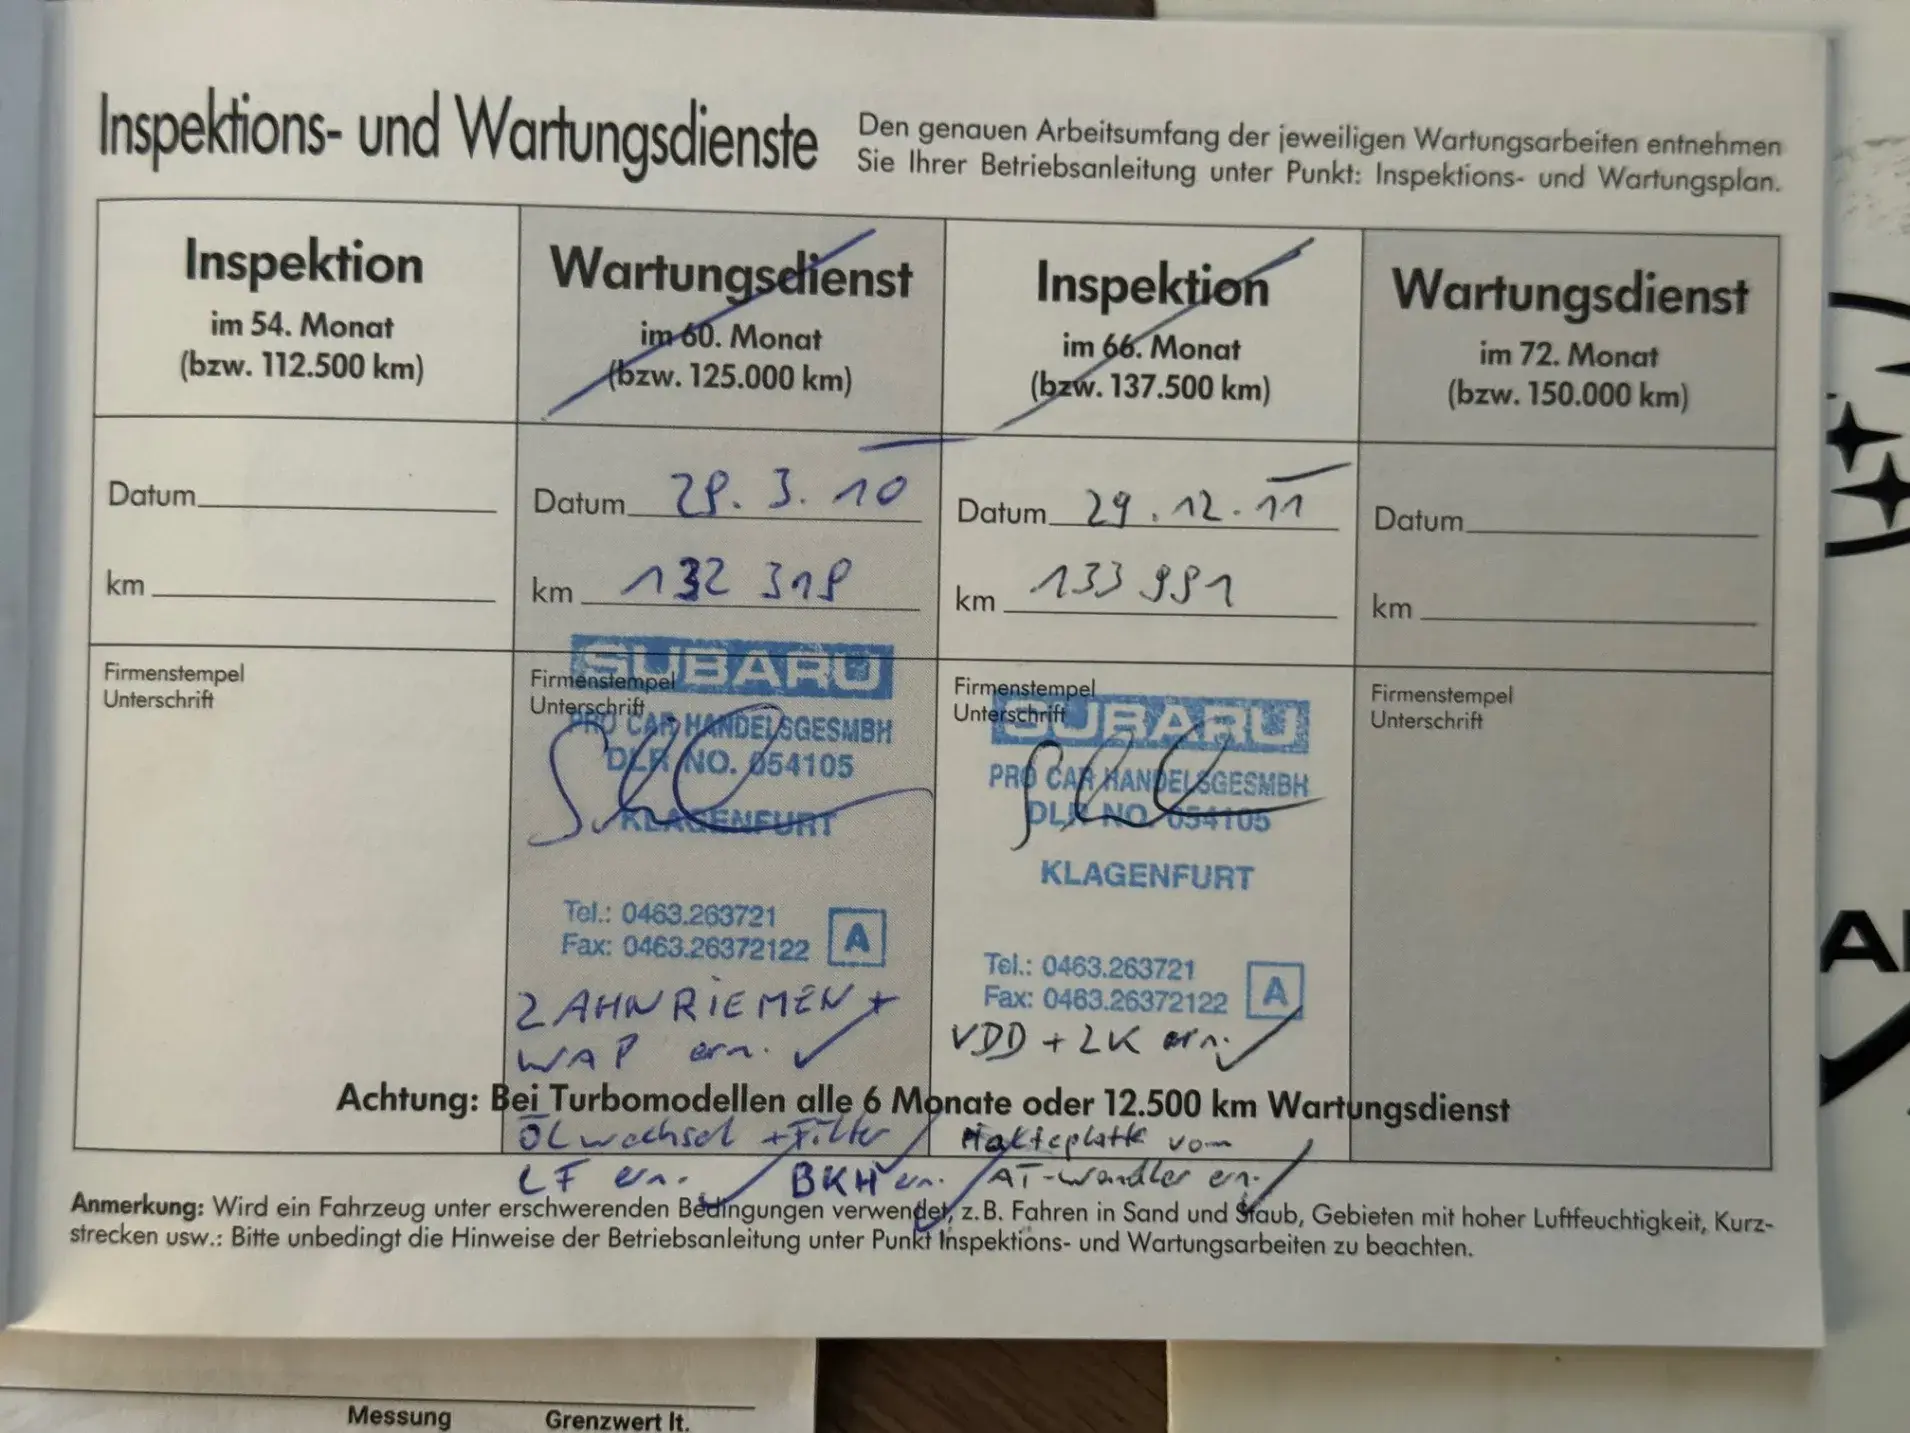 Inspektions- und Wartungsdienste
Den genauen Arbeitsumfang der jeweiligen Wartungsarbeiten entnehmen
Sie Ihrer Betriebsanleitung unter Punkt: Inspektions- und Wartungsplan.
Inspektion
im 54. Monat
(bzw. 112.500 km)
Datum
km
Firmenstempel
Unterschrift
Wartungsdienst
im 60. Monat
(bzw. 125.000 km)
Datum 29. 3. 10
km 132 319
SUBARU
Firmenstempel
Unterschrift
PRO CAR HANDELSGESMBH
DLR NO. 054105
KLAGENFURT
Tel.: 0463.263721
Fax: 0463.26372122 A
ZAHNRIEMEN +
WAP ern.
Inspektion
im 66. Monat
(bzw. 137.500 km)
Datum 29.12.11
km 133 991
Firmenstempel
Unterschrift
SUBARU
PRO CAR HANDELSGESMBH
DLR NO. 054105
KLAGENFURT
Tel.: 0463.263721
Fax: 0463.26372122 A
VDD + ZK ern.
Wartungsdienst
im 72. Monat
(bzw. 150.000 km)
Datum
km
Firmenstempel
Unterschrift
Achtung: Bei Turbomodellen alle 6 Monate oder 12.500 km Wartungsdienst
ÖLwechsel + Filter
LF ern. BKH ern.
Halteplatte vom
AT-Wandler ern.
Anmerkung: Wird ein Fahrzeug unter erschwerenden Bedingungen verwendet, z.B. Fahren in Sand und Staub, Gebieten mit hoher Luftfeuchtigkeit, Kurz-
strecken usw.: Bitte unbedingt die Hinweise der Betriebsanleitung unter Punkt Inspektions- und Wartungsarbeiten zu beachten.
Messung Grenzwert lt.